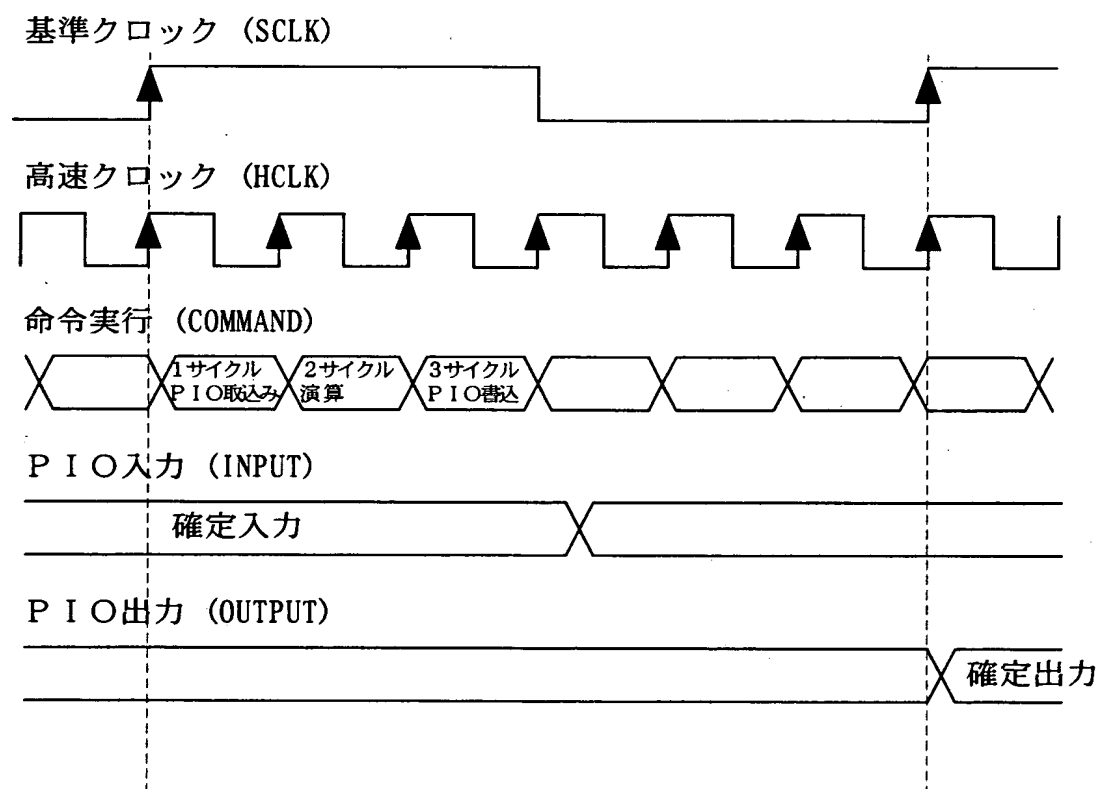 基準クロック (SCLK)
高速クロック (HCLK)
命令実行 (COMMAND)
1サイクル
PIO取込み
2サイクル
演算
3サイクル
PIO書込
PIO入力 (INPUT)
確定入力
PIO出力 (OUTPUT)
確定出力